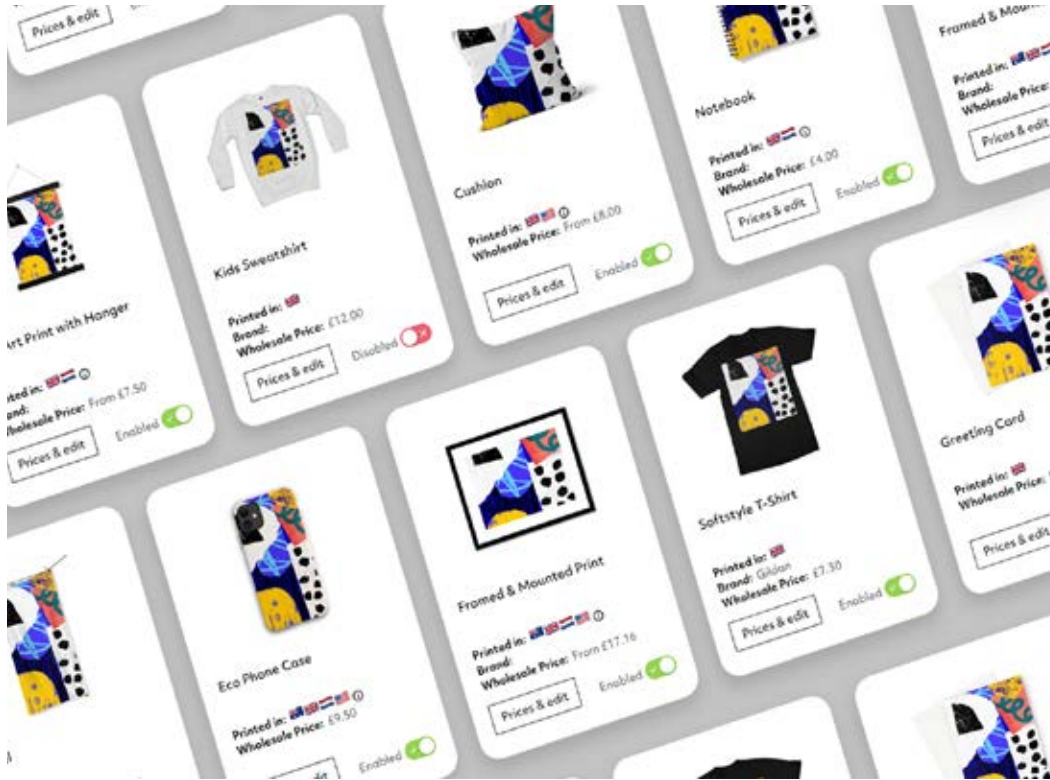 Prices & edit
Framed & Mount
Printed in:
Brand:
Wholesale Price:
Prices & edit
Notebook
Printed in:
Brand:
Wholesale Price: £4.00
Prices & edit
Enabled
Cushion
Printed in:
Wholesale Price: From £8.00
Prices & edit
Enabled
Kids Sweatshirt
Printed in:
Brand:
Wholesale Price: £12.00
Prices & edit
Disabled
rt Print with Hanger
nted in:
and:
holesale Price: From £7.50
Prices & edit
Enabled
Greeting Card
Printed in:
Wholesale Price:
Prices & edit
Softstyle T-Shirt
Printed in:
Brand: Gildan
Wholesale Price: £7.30
Prices & edit
Enabled
Framed & Mounted Print
Printed in:
Brand:
Wholesale Price: From £17.16
Prices & edit
Enabled
Eco Phone Case
Printed in:
Wholesale Price: £9.50
edit
Enabled